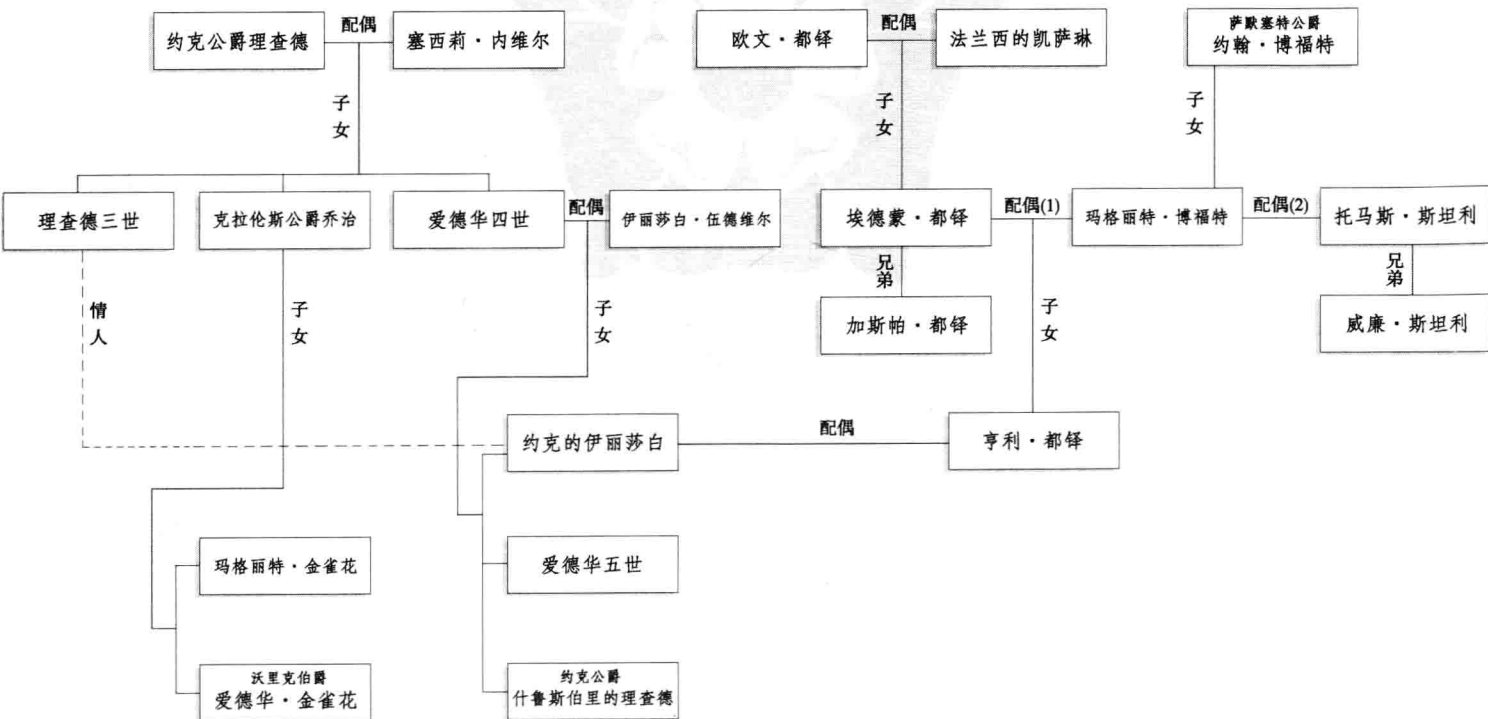 配偶
配偶
萨默塞特公爵
约克公爵理查德
塞西莉·内维尔
欧文·都铎
法兰西的凯萨琳
约翰·博福特
子女
子女
子女
理查德三世
克拉伦斯公爵乔治
爱德华四世
配偶
伊丽莎白·伍德维尔
埃德蒙·都铎
配偶(1)
玛格丽特·博福特
配偶(2)
托马斯·斯坦利
兄弟
兄弟
情人
子女
子女
加斯帕·都铎
子女
威廉·斯坦利
约克的伊丽莎白
配偶
亨利·都铎
玛格丽特·金雀花
爱德华五世
沃里克伯爵
爱德华·金雀花
约克公爵
什鲁斯伯里的理查德